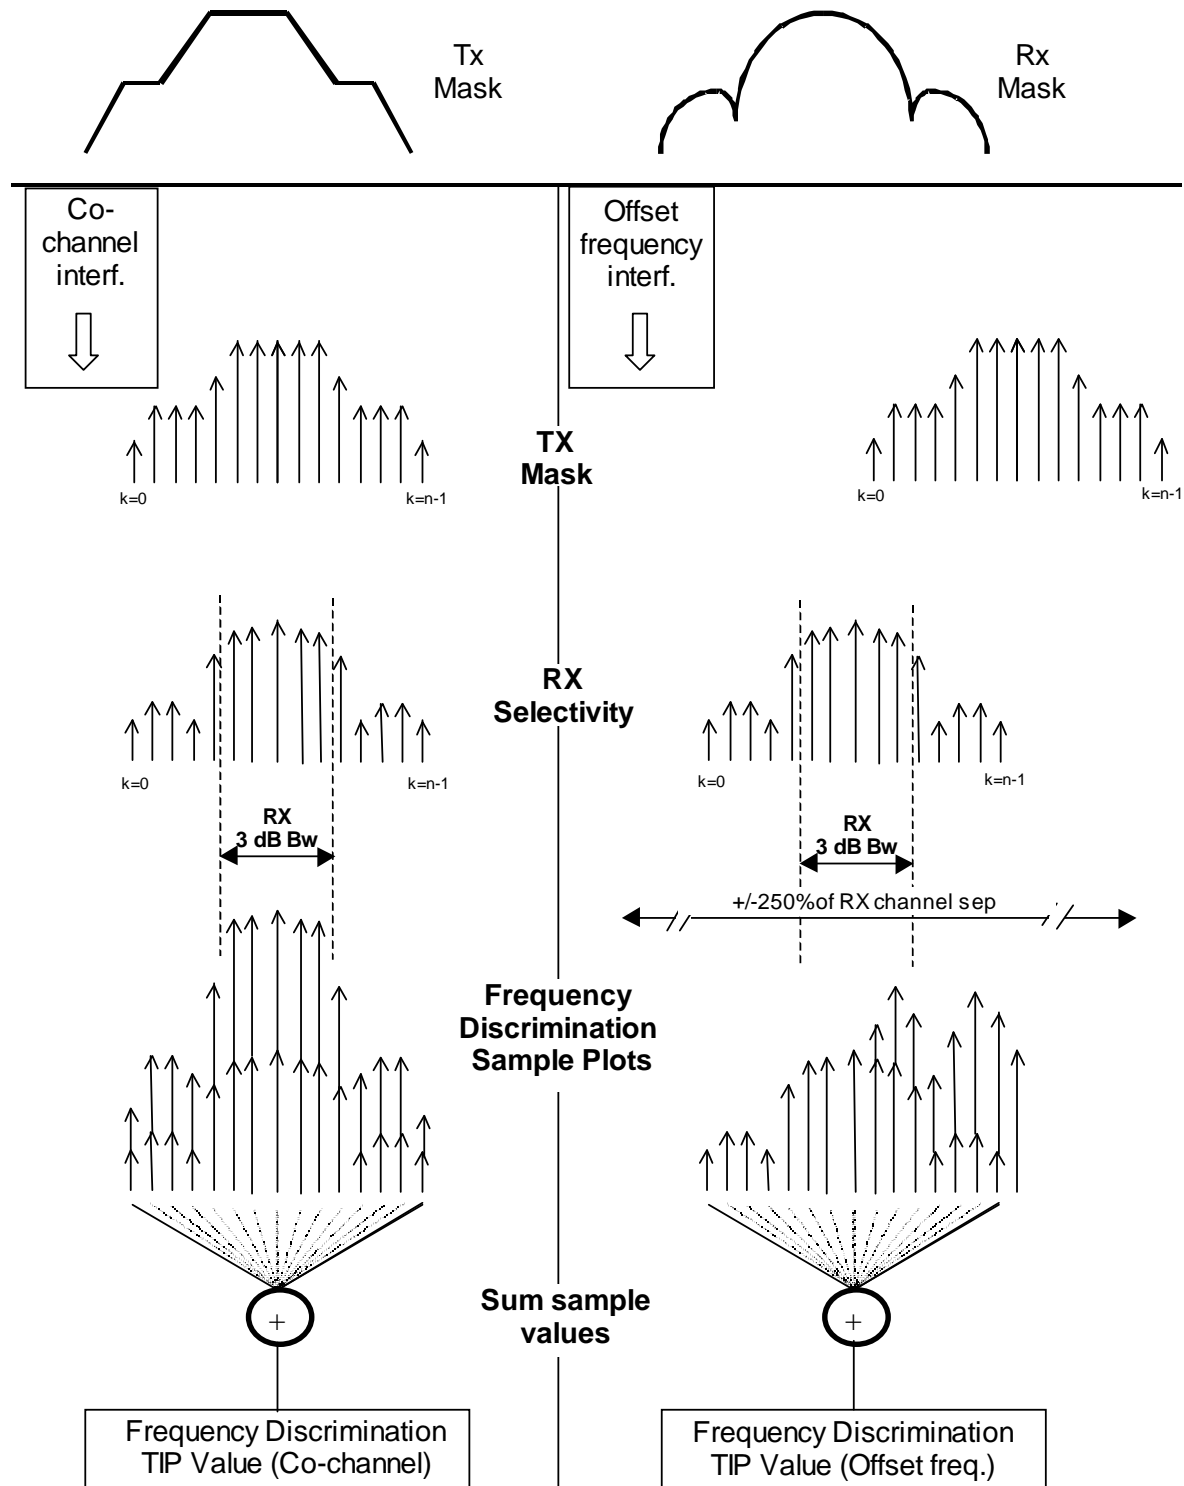 Tx
Mask
Rx
Mask
Co-
channel
interf.
Offset
frequency
interf.
TX
Mask
k=0
k=n-1
k=0
k=n-1
RX
Selectivity
k=0
k=n-1
k=0
k=n-1
RX
3 dB Bw
RX
3 dB Bw
+/-250%of RX channel sep
Frequency
Discrimination
Sample Plots
Sum sample
values
+
+
Frequency Discrimination
TIP Value (Co-channel)
Frequency Discrimination
TIP Value (Offset freq.)